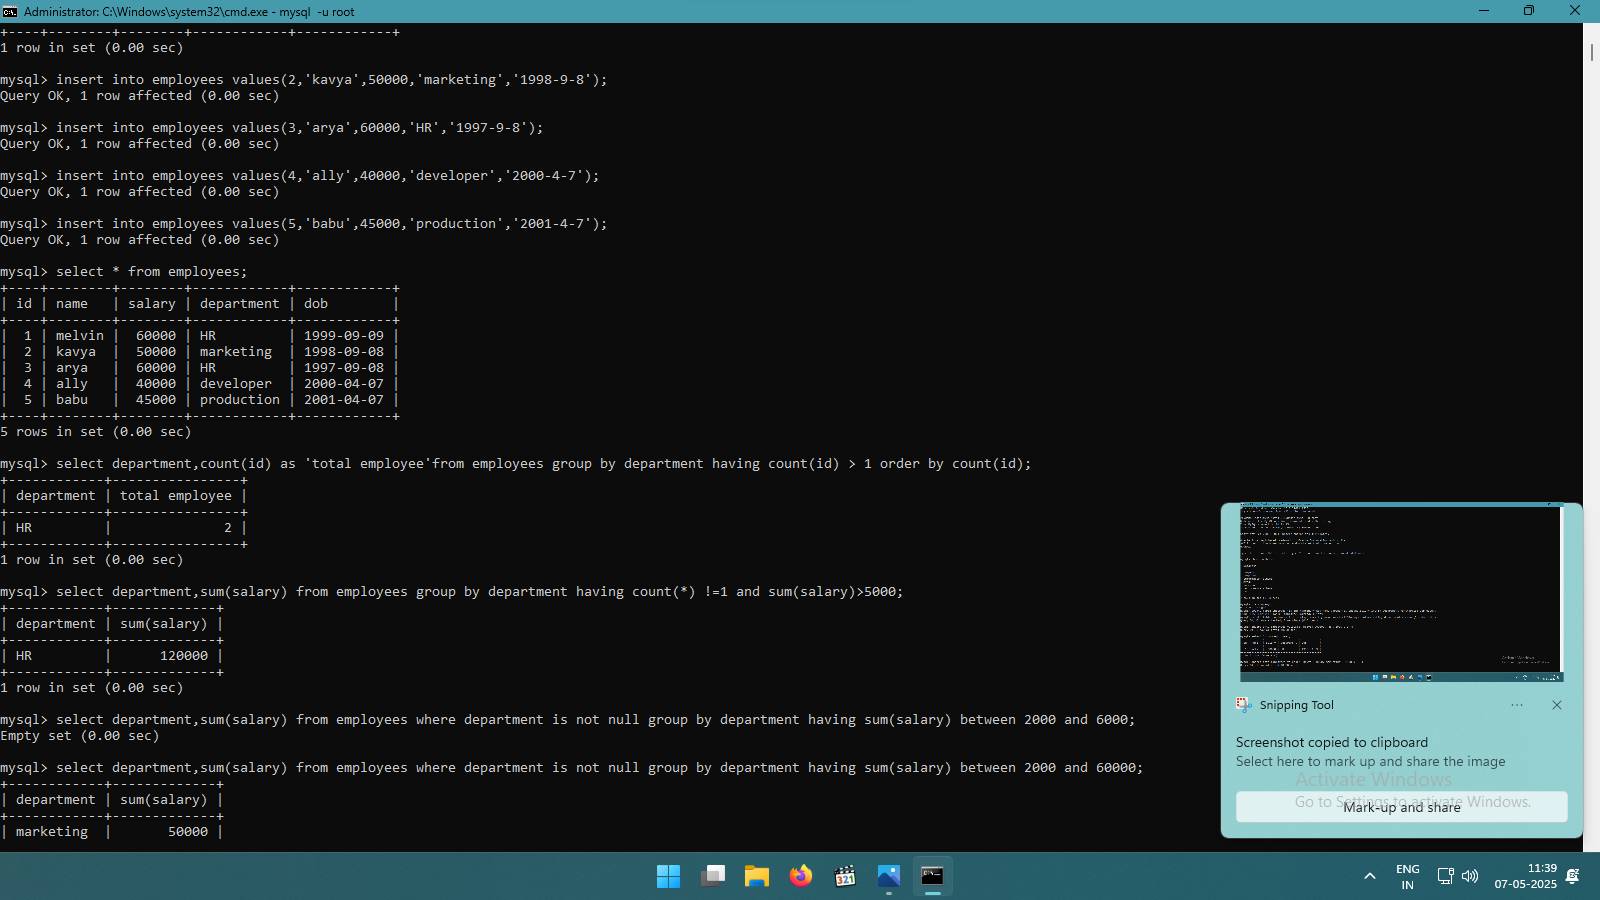 Administrator: C:\Windows\system32\cmd.exe - mysql  -u root
+----+--------+--------+------------+------------+
1 row in set (0.00 sec)
mysql> insert into employees values(2,'kavya',50000,'marketing','1998-9-8');
Query OK, 1 row affected (0.00 sec)
mysql> insert into employees values(3,'arya',60000,'HR','1997-9-8');
Query OK, 1 row affected (0.00 sec)
mysql> insert into employees values(4,'ally',40000,'developer','2000-4-7');
Query OK, 1 row affected (0.00 sec)
mysql> insert into employees values(5,'babu',45000,'production','2001-4-7');
Query OK, 1 row affected (0.00 sec)
mysql> select * from employees;
+----+--------+--------+------------+------------+
| id | name   | salary | department | dob        |
+----+--------+--------+------------+------------+
|  1 | melvin |  60000 | HR         | 1999-09-09 |
|  2 | kavya  |  50000 | marketing  | 1998-09-08 |
|  3 | arya   |  60000 | HR         | 1997-09-08 |
|  4 | ally   |  40000 | developer  | 2000-04-07 |
|  5 | babu   |  45000 | production | 2001-04-07 |
+----+--------+--------+------------+------------+
5 rows in set (0.00 sec)
mysql> select department,count(id) as 'total employee'from employees group by department having count(id) > 1 order by count(id);
+------------+----------------+
| department | total employee |
+------------+----------------+
| HR         |              2 |
+------------+----------------+
1 row in set (0.00 sec)
mysql> select department,sum(salary) from employees group by department having count(*) !=1 and sum(salary)>5000;
+------------+-------------+
| department | sum(salary) |
+------------+-------------+
| HR         |      120000 |
+------------+-------------+
1 row in set (0.00 sec)
mysql> select department,sum(salary) from employees where department is not null group by department having sum(salary) between 2000 and 6000;
Empty set (0.00 sec)
mysql> select department,sum(salary) from employees where department is not null group by department having sum(salary) between 2000 and 60000;
+------------+-------------+
| department | sum(salary) |
+------------+-------------+
| marketing  |       50000 |
Snipping Tool
Screenshot copied to clipboard
Select here to mark up and share the image
Activate Windows
Go to Settings to activate Windows.
Mark-up and share
321
ENG
IN
11:39
07-05-2025